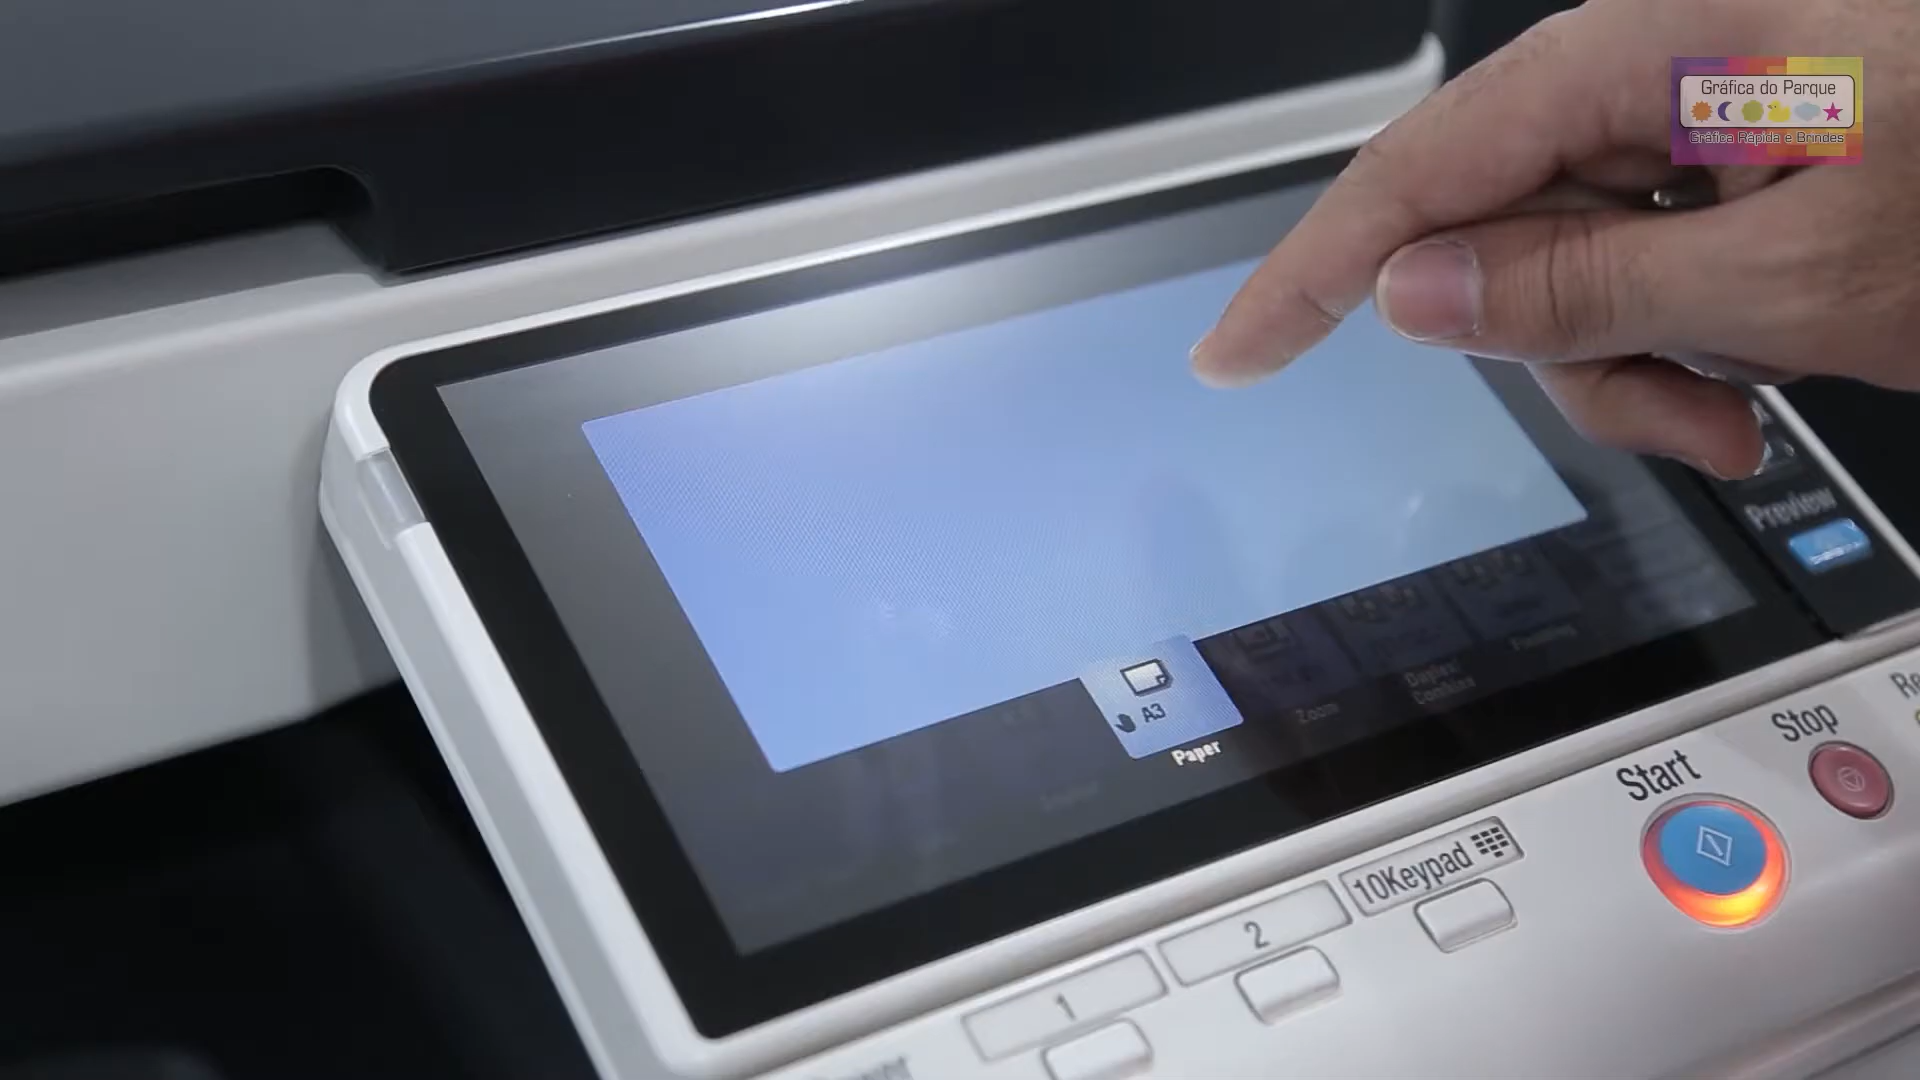 Gráfica do Parque
Gráfica Rápida e Brindes
Preview
A3
Paper
Zoom
Duplex/
Combine
Finishing
Stop
Start
10Keypad
2
1